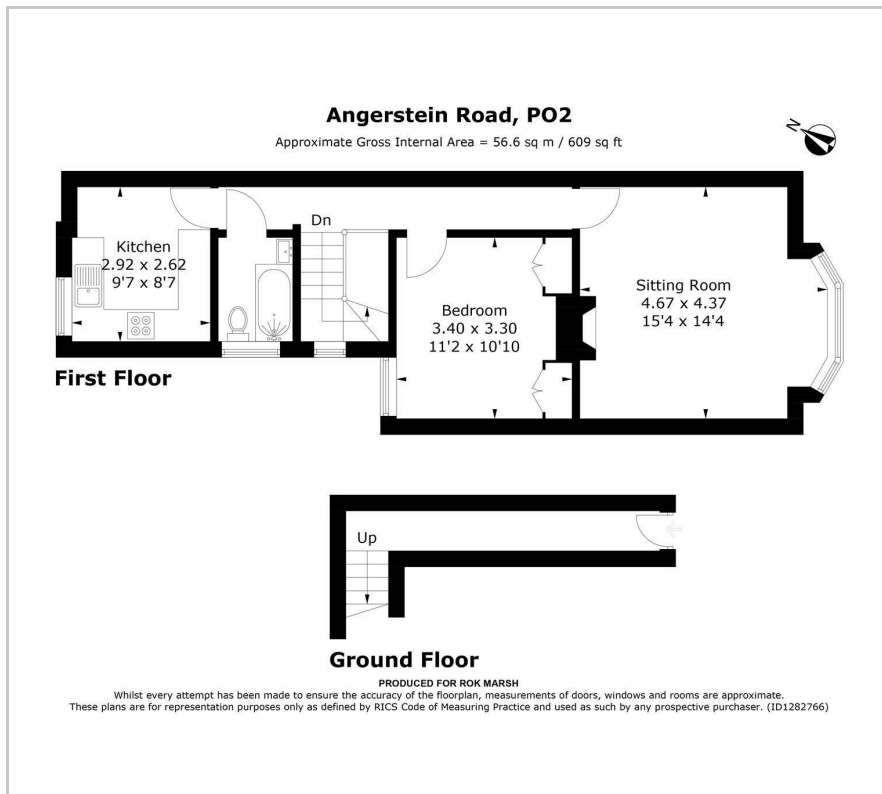 Angerstein Road, PO2
Approximate Gross Internal Area = 56.6 sq m / 609 sq ft
N
Dn
Kitchen
2.92 x 2.62
9'7 x 8'7
Sitting Room
4.67 x 4.37
15'4 x 14'4
Bedroom
3.40 x 3.30
11'2 x 10'10
First Floor
Up
Ground Floor
PRODUCED FOR ROK MARSH
Whilst every attempt has been made to ensure the accuracy of the floorplan, measurements of doors, windows and rooms are approximate.
These plans are for representation purposes only as defined by RICS Code of Measuring Practice and used as such by any prospective purchaser. (ID1282766)